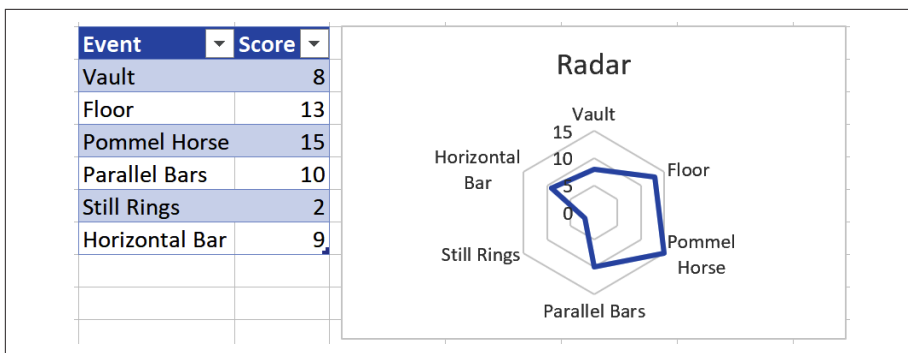 Event Score
Vault 8
Floor 13
Pommel Horse 15
Parallel Bars 10
Still Rings 2
Horizontal Bar 9
Radar
Vault
15
10
5
0
Floor
Pommel
Horse
Parallel Bars
Still Rings
Horizontal
Bar